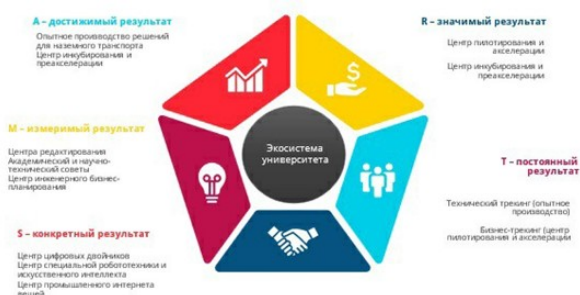 А – достижимый результат
Опытное производство решений
для наземного транспорта
Центр инкубирования и
преакселерации
R – значимый результат
Центр пилотирования и
акселерации
Центр инкубирования и
преакселерации
М – измеримый результат
Центра редактирования
Академический и научно-
технический советы
Центр инженерного бизнес-
планирования
Экосистема
университета
Т – постоянный
результат
Технический трекинг (опытное
производство)
Бизнес-трекинг (центр
пилотирования и акселерации
S – конкретный результат
Центр цифровых двойников
Центр специальной робототехники и
искусственного интеллекта
Центр промышленного интернета
вещей